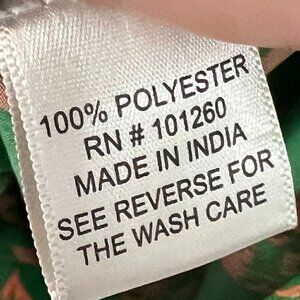 100% POLYESTER
RN # 101260
MADE IN INDIA
SEE REVERSE FOR
THE WASH CARE